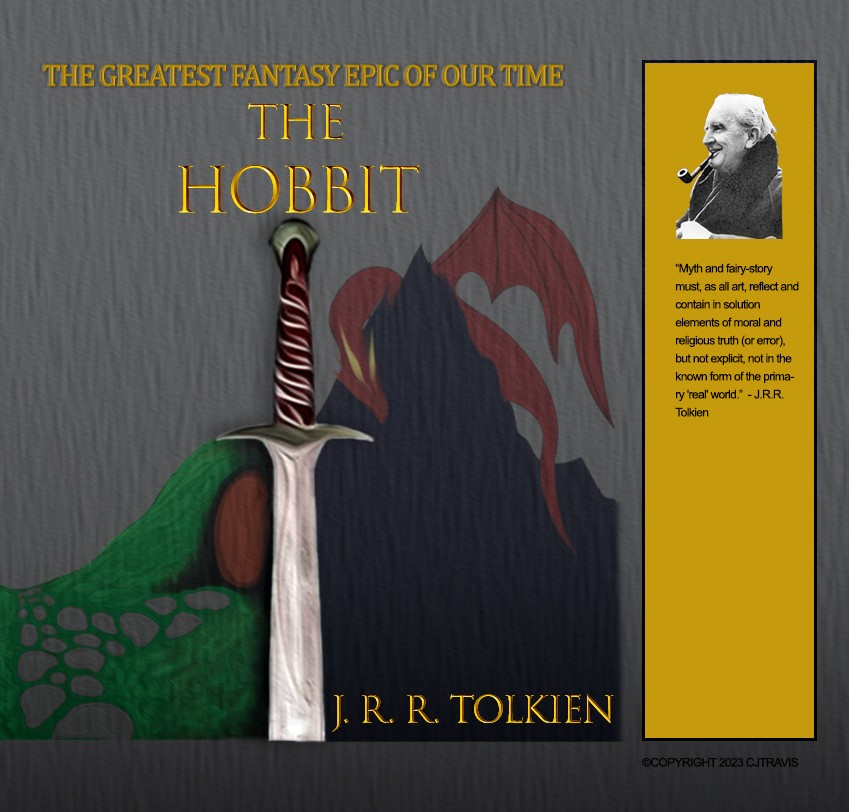 THE GREATEST FANTASY EPIC OF OUR TIME
THE
HOBBIT
J. R. R. TOLKIEN
"Myth and fairy-story
must, as all art, reflect and
contain in solution
elements of moral and
religious truth (or error),
but not explicit, not in the
known form of the prima-
ry 'real' world." - J.R.R.
Tolkien
©COPYRIGHT 2023 CJTRAVIS